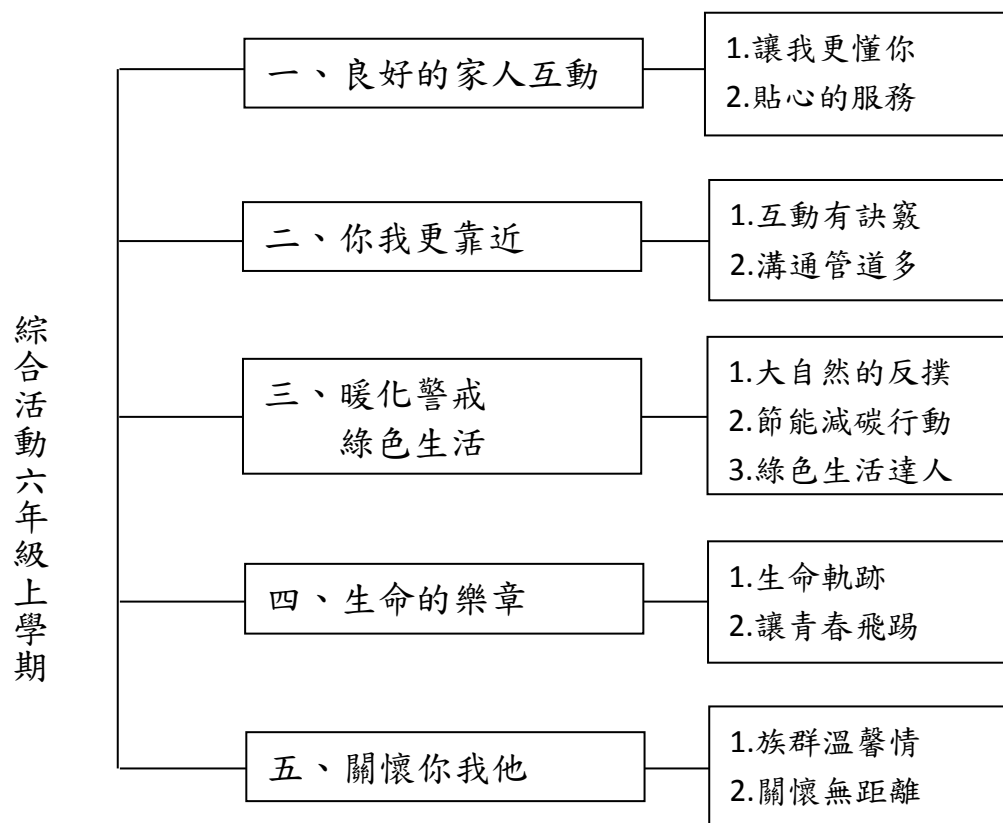 綜合活動六年級上學期
一、良好的家人互動
1.讓我更懂你
2.貼心的服務
二、你我更靠近
1.互動有訣竅
2.溝通管道多
三、暖化警戒
綠色生活
1.大自然的反撲
2.節能減碳行動
3.綠色生活達人
四、生命的樂章
1.生命軌跡
2.讓青春飛踢
五、關懷你我他
1.族群溫馨情
2.關懷無距離